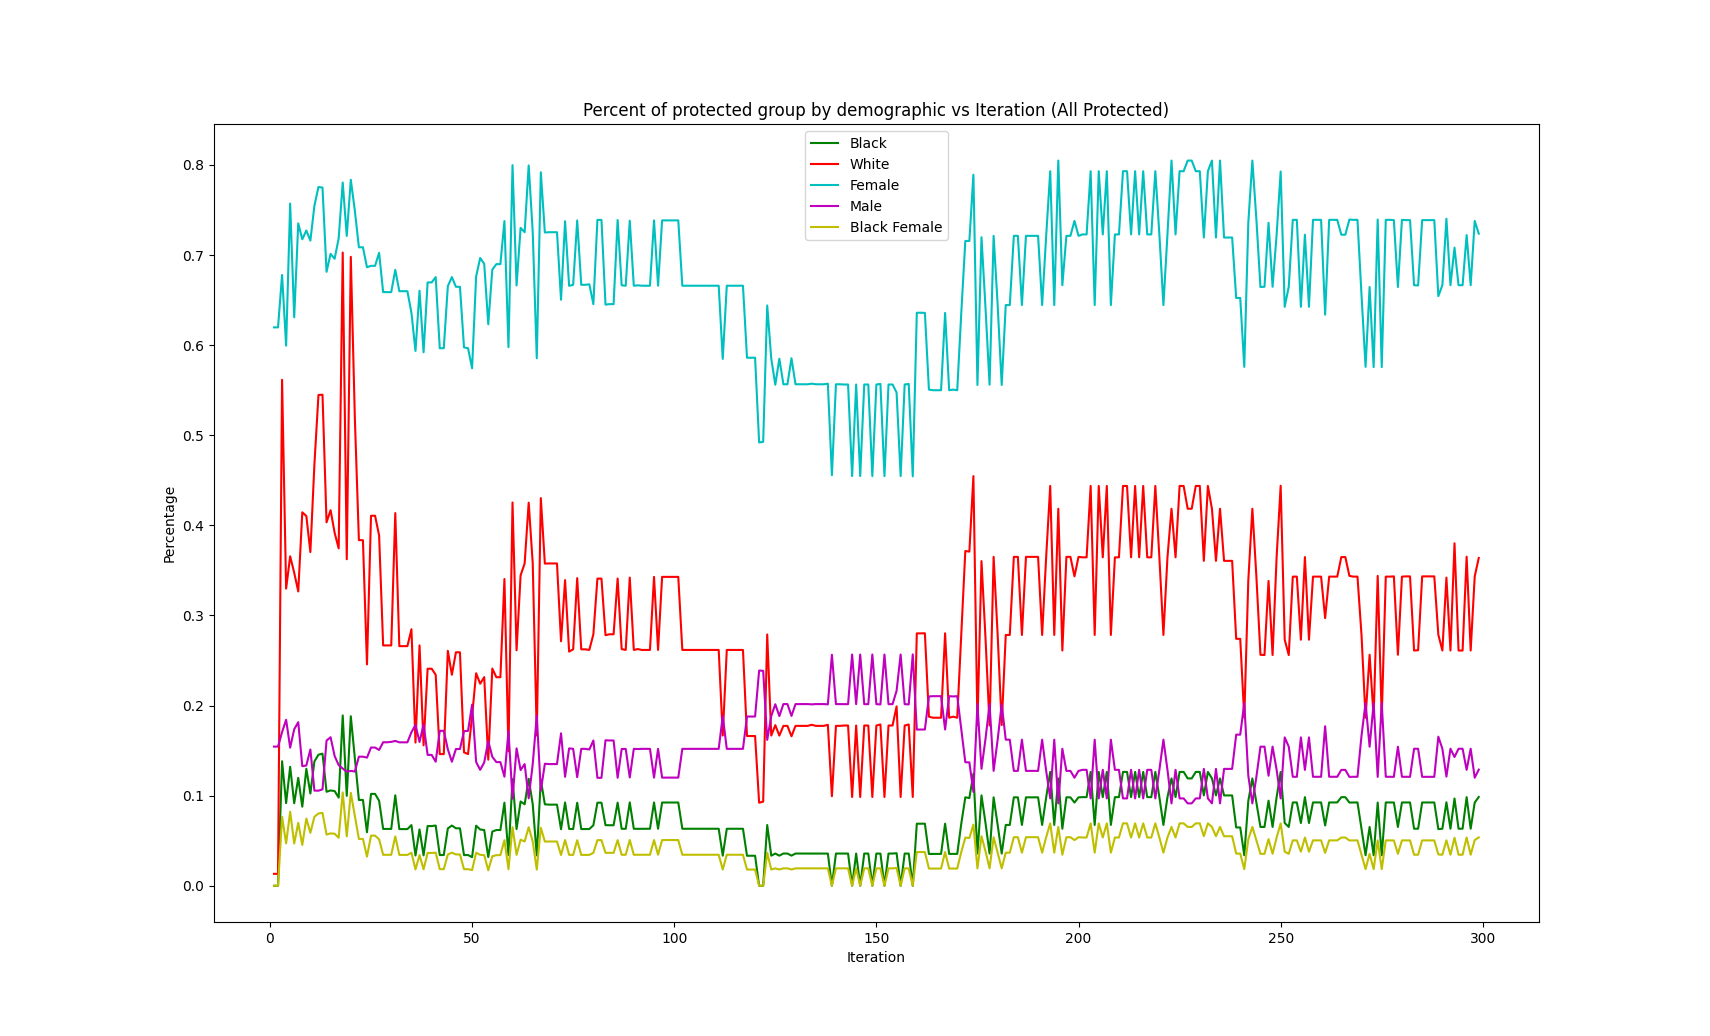 Percent of protected group by demographic vs Iteration (All Protected)
Black
White
Female
Male
Black Female
Percentage
0.8
0.7
0.6
0.5
0.4
0.3
0.2
0.1
0.0
0
50
100
150
200
250
300
Iteration